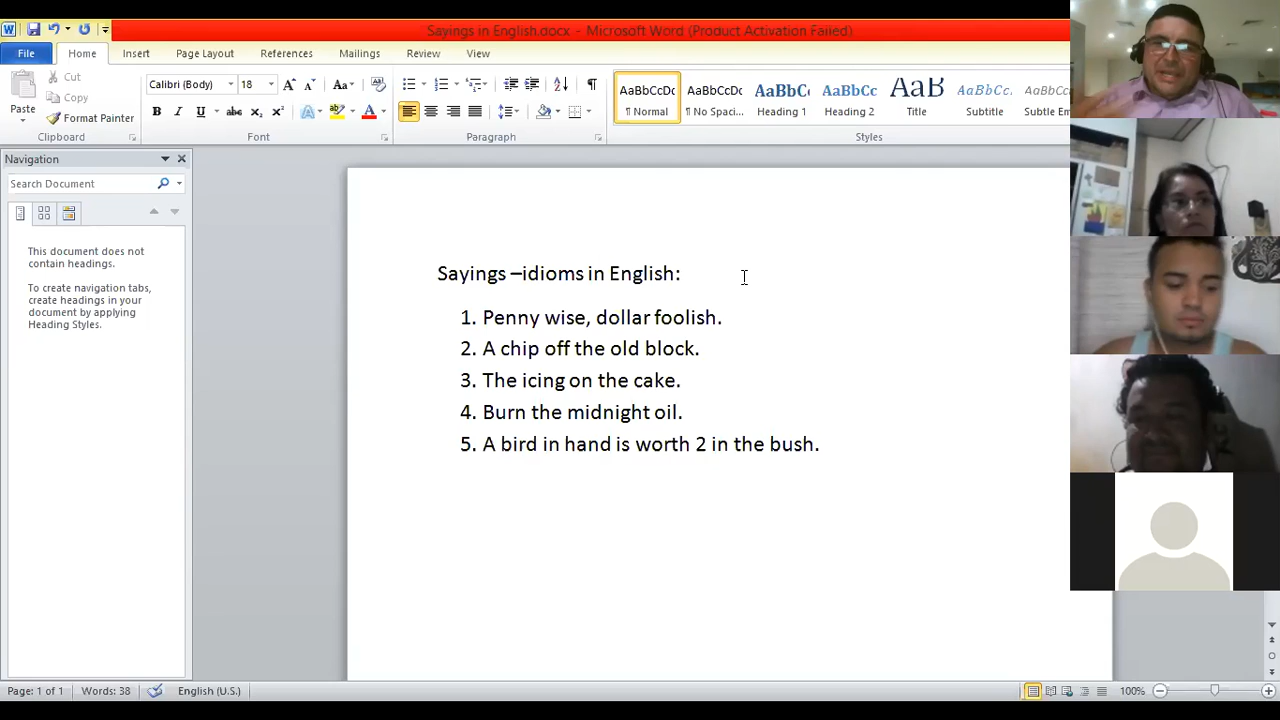 Sayings in English.docx - Microsoft Word (Product Activation Failed)
File Home Insert Page Layout References Mailings Review View
Cut
Copy
Format Painter
Paste
Calibri (Body) 18
AaBbCcDc AaBbCcDc AaBbCc AaBbCc AaB AaBbCc. AaBbCcD
¶ Normal ¶ No Spaci... Heading 1 Heading 2 Title Subtitle Subtle Em
Clipboard Font Paragraph Styles
Navigation
Search Document
This document does not
contain headings.
To create navigation tabs,
create headings in your
document by applying
Heading Styles.
Sayings –idioms in English:
1. Penny wise, dollar foolish.
2. A chip off the old block.
3. The icing on the cake.
4. Burn the midnight oil.
5. A bird in hand is worth 2 in the bush.
Page: 1 of 1 Words: 38 English (U.S.) 100%